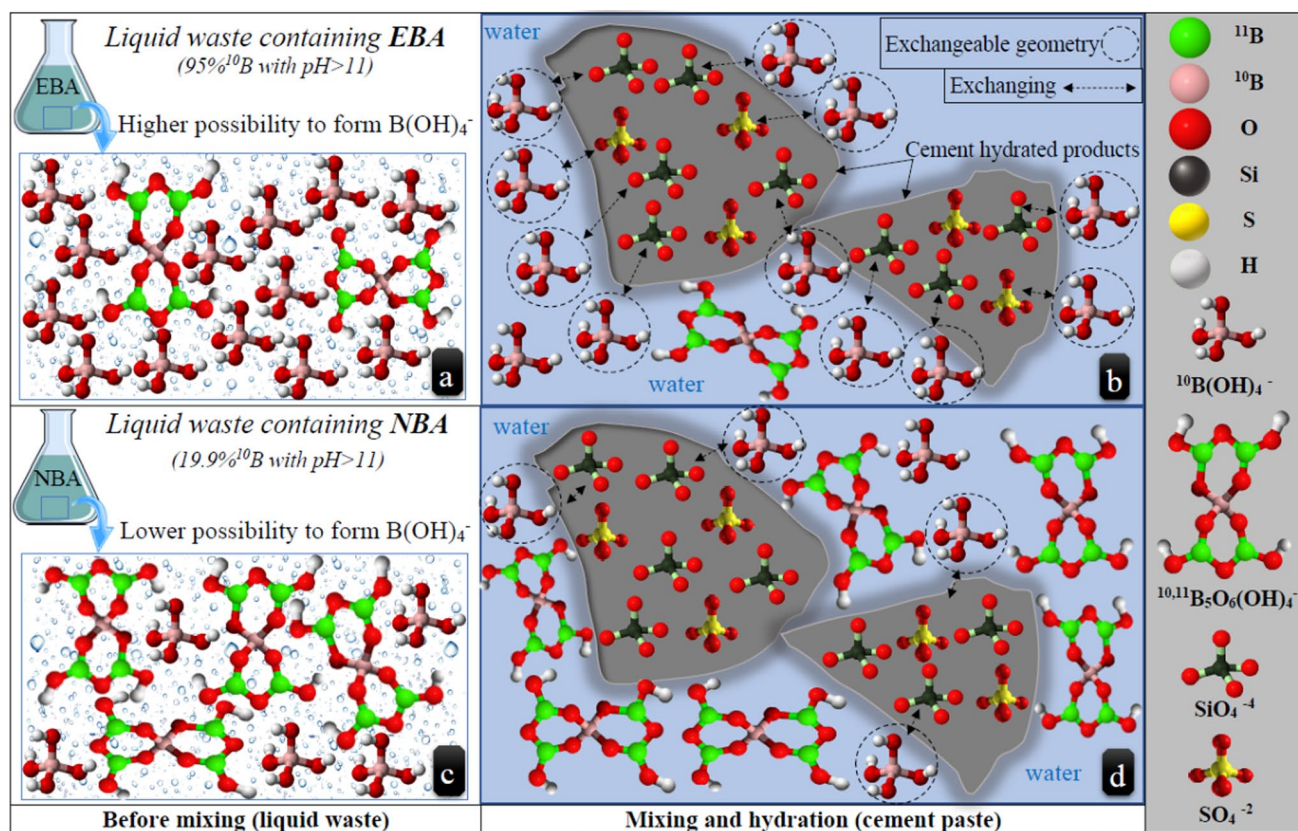 Liquid waste containing EBA
(95%¹⁰B with pH>11)
EBA
Higher possibility to form B(OH)₄⁻
a
water
Exchangeable geometry
Exchanging
Cement hydrated products
water
b
Liquid waste containing NBA
(19.9%¹⁰B with pH>11)
NBA
Lower possibility to form B(OH)₄⁻
c
water
water
d
Before mixing (liquid waste)
Mixing and hydration (cement paste)
¹¹B
¹⁰B
O
Si
S
H
¹⁰B(OH)₄ ⁻
¹⁰,¹¹B₅O₆(OH)₄⁻
SiO₄ ⁻⁴
SO₄ ⁻²